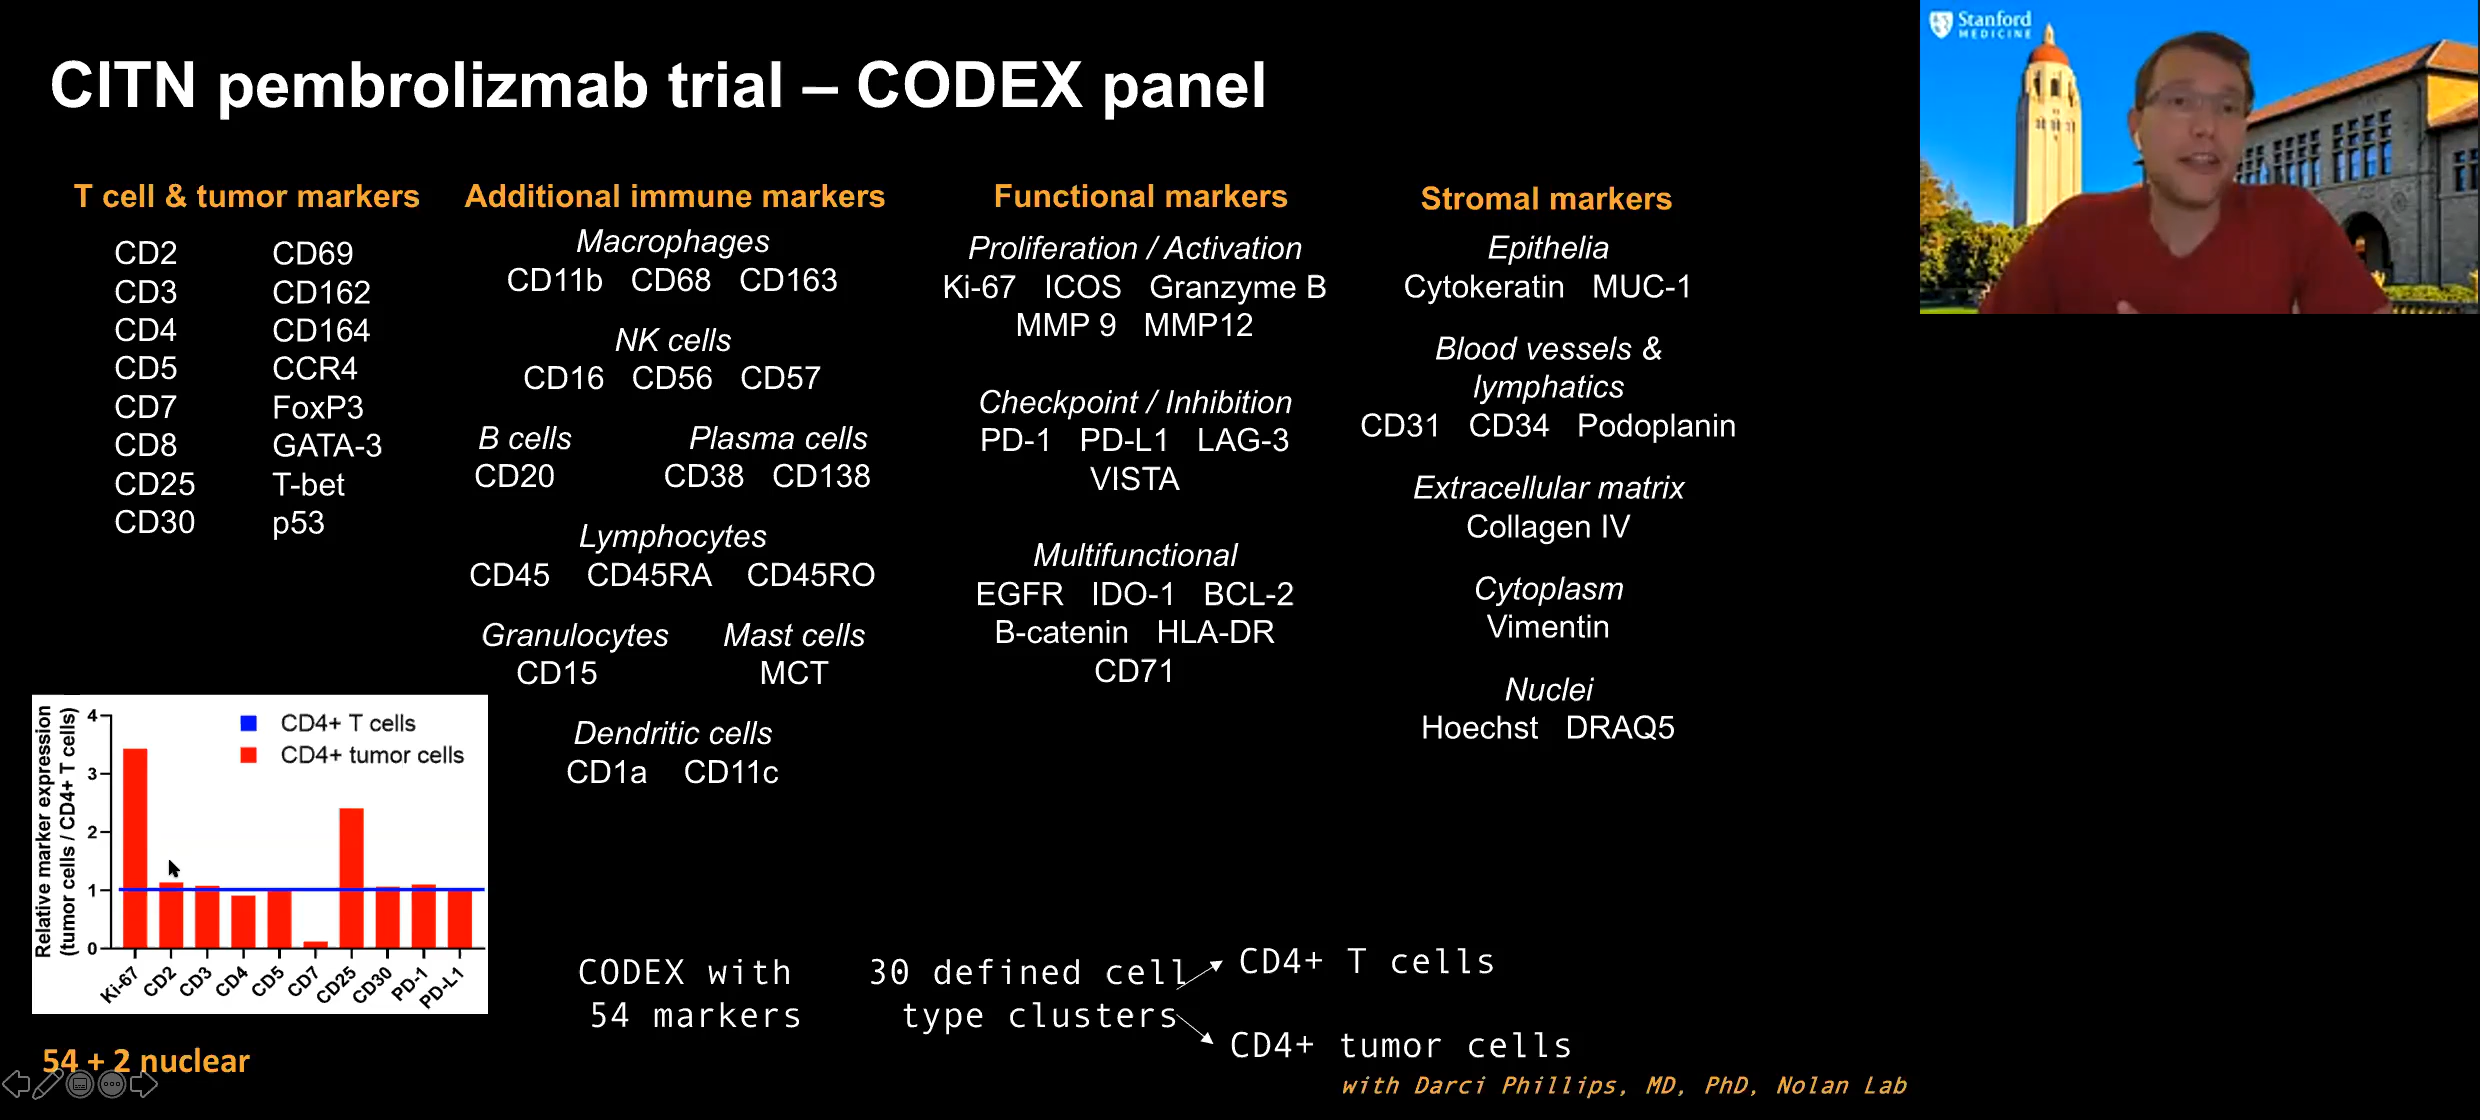 CITN pembrolizmab trial – CODEX panel
Stanford
MEDICINE
T cell & tumor markers
CD2 CD69
CD3 CD162
CD4 CD164
CD5 CCR4
CD7 FoxP3
CD8 GATA-3
CD25 T-bet
CD30 p53
Additional immune markers
Macrophages
CD11b CD68 CD163
NK cells
CD16 CD56 CD57
B cells Plasma cells
CD20 CD38 CD138
Lymphocytes
CD45 CD45RA CD45RO
Granulocytes Mast cells
CD15 MCT
Dendritic cells
CD1a CD11c
Functional markers
Proliferation / Activation
Ki-67 ICOS Granzyme B
MMP 9 MMP12
Checkpoint / Inhibition
PD-1 PD-L1 LAG-3
VISTA
Multifunctional
EGFR IDO-1 BCL-2
B-catenin HLA-DR
CD71
Stromal markers
Epithelia
Cytokeratin MUC-1
Blood vessels &
lymphatics
CD31 CD34 Podoplanin
Extracellular matrix
Collagen IV
Cytoplasm
Vimentin
Nuclei
Hoechst DRAQ5
Relative marker expression
(tumor cells / CD4+ T cells)
4
3
2
1
0
CD4+ T cells
CD4+ tumor cells
Ki-67 CD2 CD3 CD4 CD5 CD7 CD25 CD30 PD-1 PD-L1
54 + 2 nuclear
CODEX with
54 markers
30 defined cell
type clusters
CD4+ T cells
CD4+ tumor cells
with Darci Phillips, MD, PhD, Nolan Lab